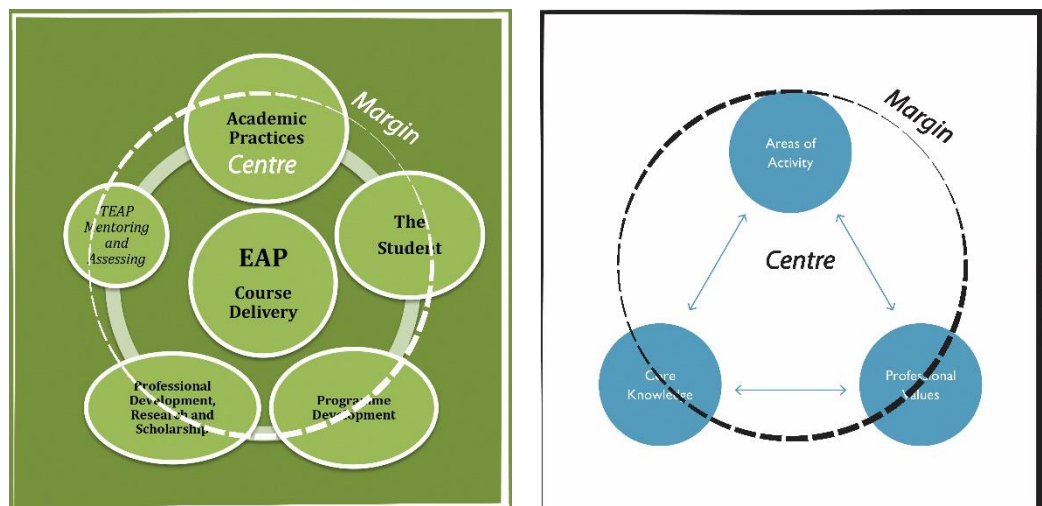 Academic
Practices
Margin
Centre
TEAP
Mentoring
and
Assessing
The
Student
EAP
Course
Delivery
Professional
Development,
Research and
Scholarship
Programme
Development
Margin
Areas of
Activity
Centre
Core
Knowledge
Professional
Values